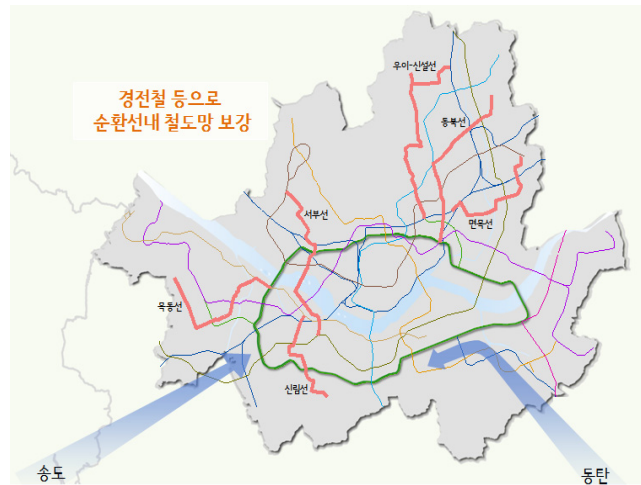 우이-신설선
경전철 등으로
순환선내 철도망 보강
동북선
서부선
면목선
목동선
신림선
송도
동탄